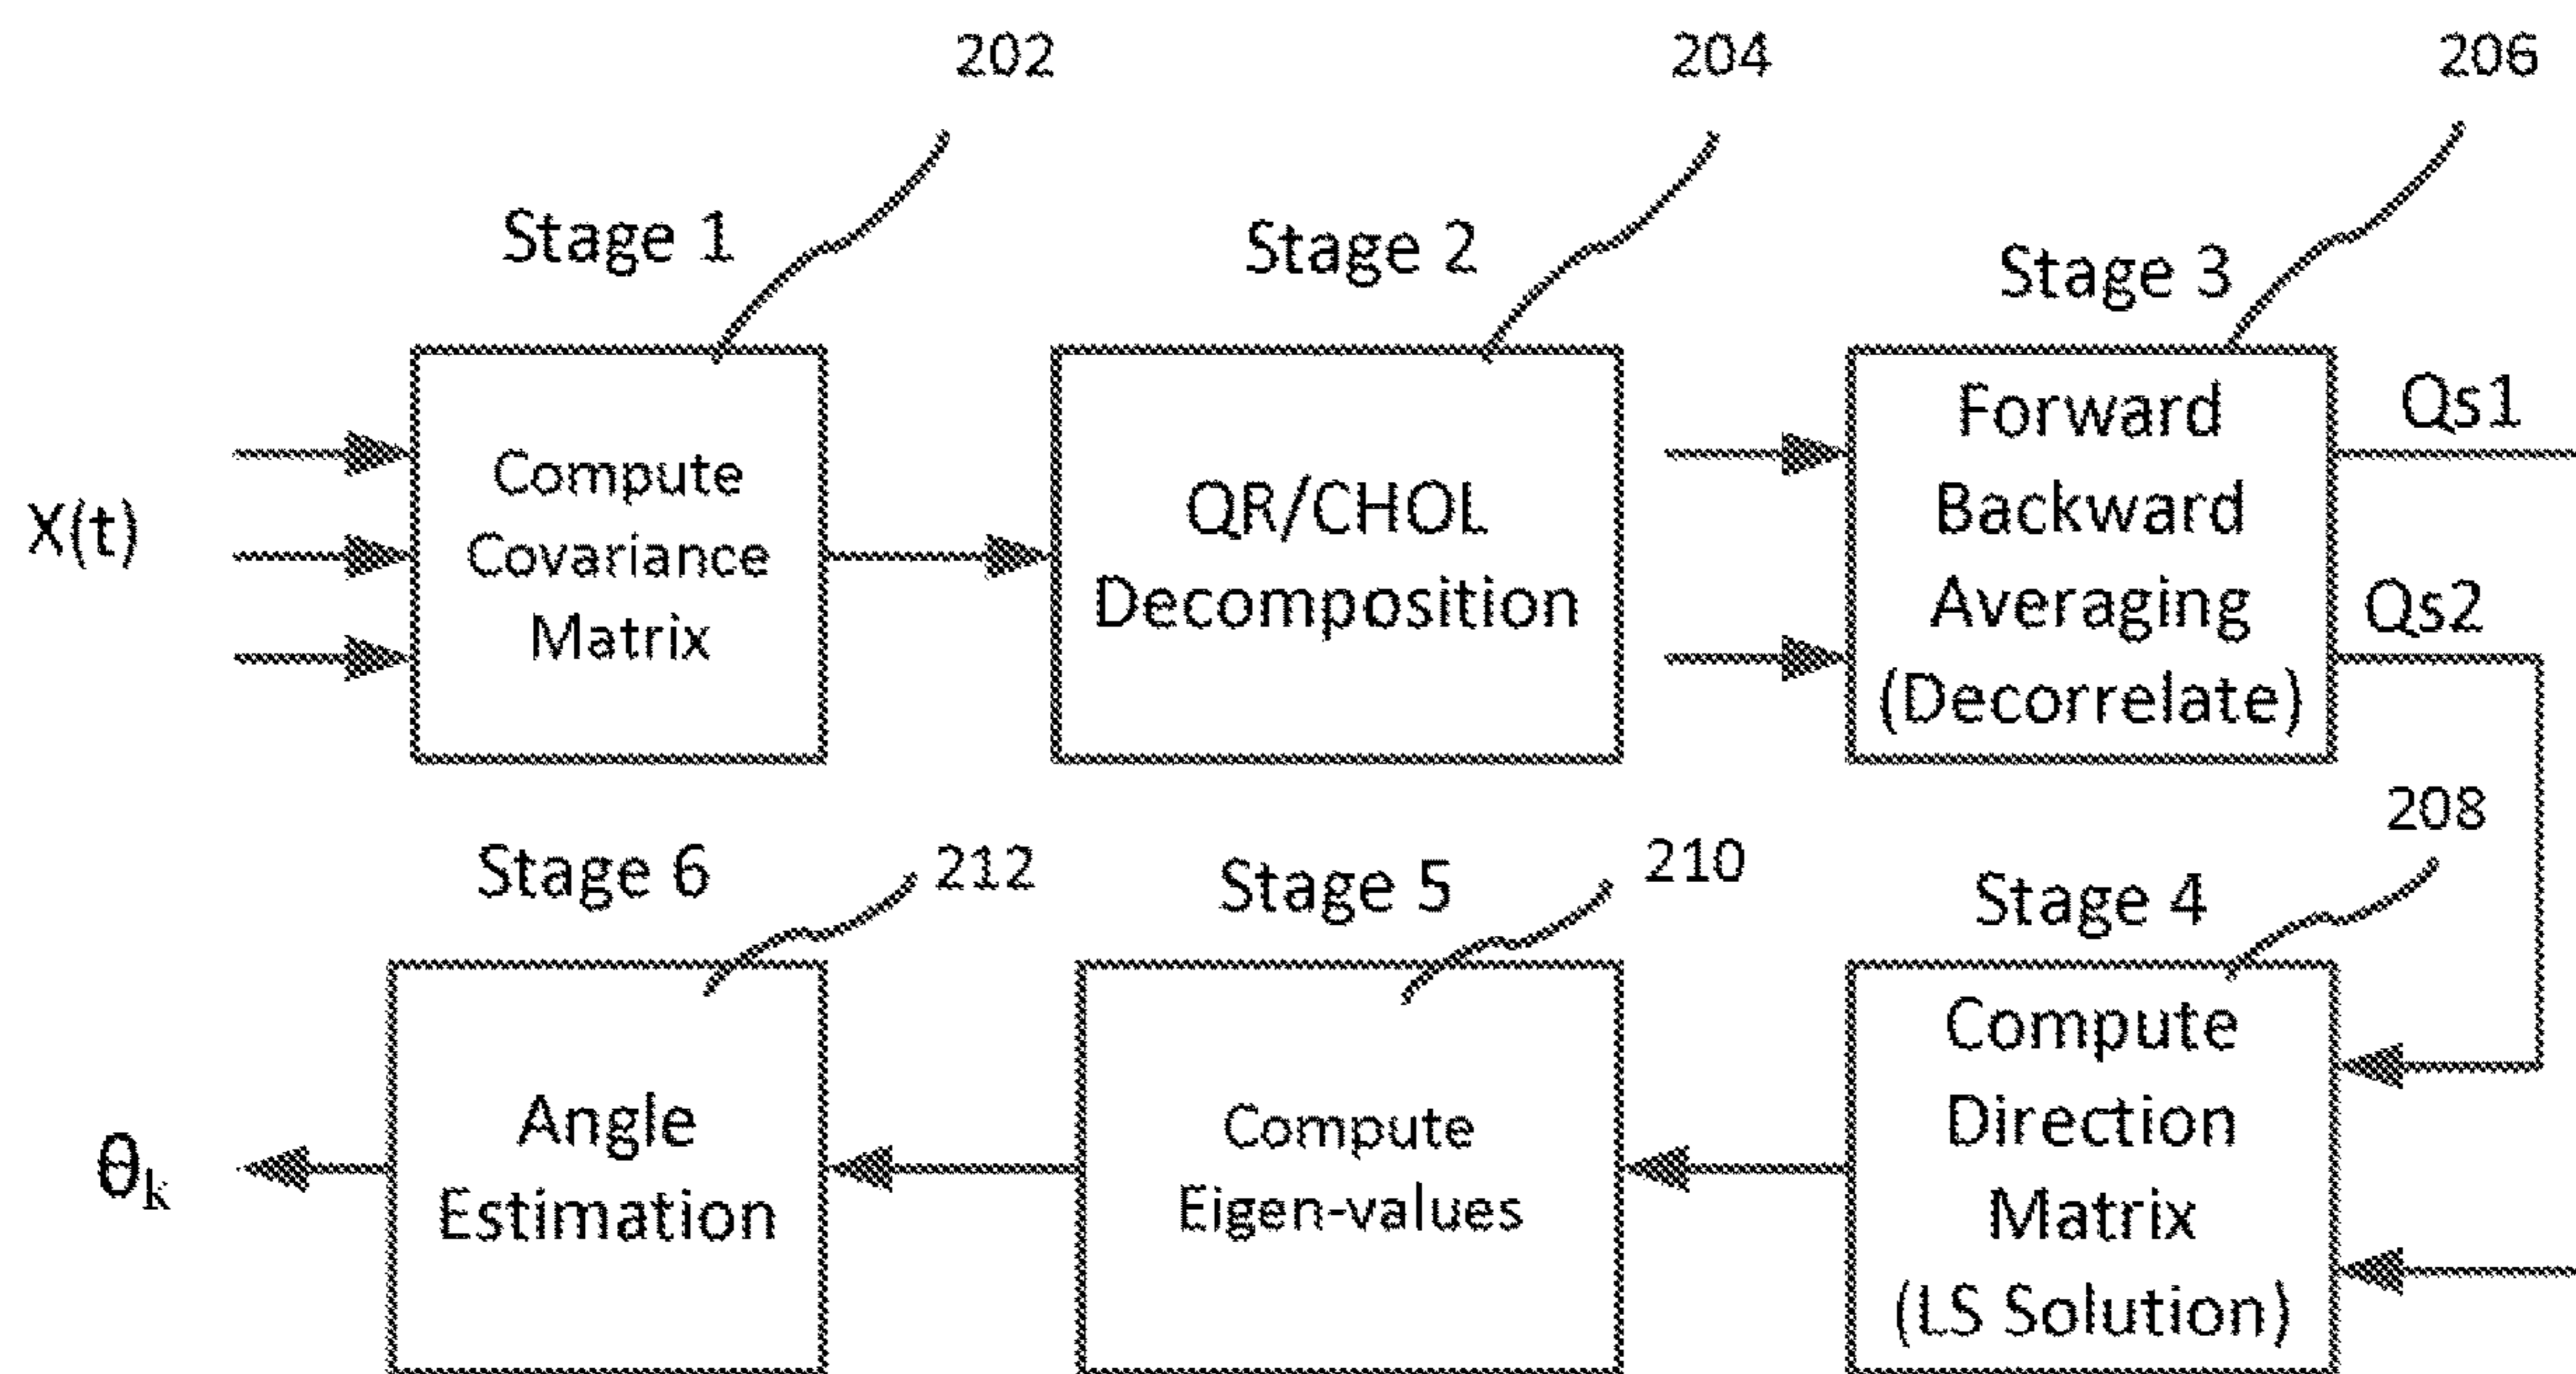 202
204
206
Stage 1
Stage 2
Stage 3
X(t)
Compute
Covariance
Matrix
QR/CHOL
Decomposition
Forward
Backward
Averaging
(Decorrelate)
Qs1
Qs2
Stage 6
212
Stage 5
210
Stage 4
208
θk
Angle
Estimation
Compute
Eigen-values
Compute
Direction
Matrix
(LS Solution)